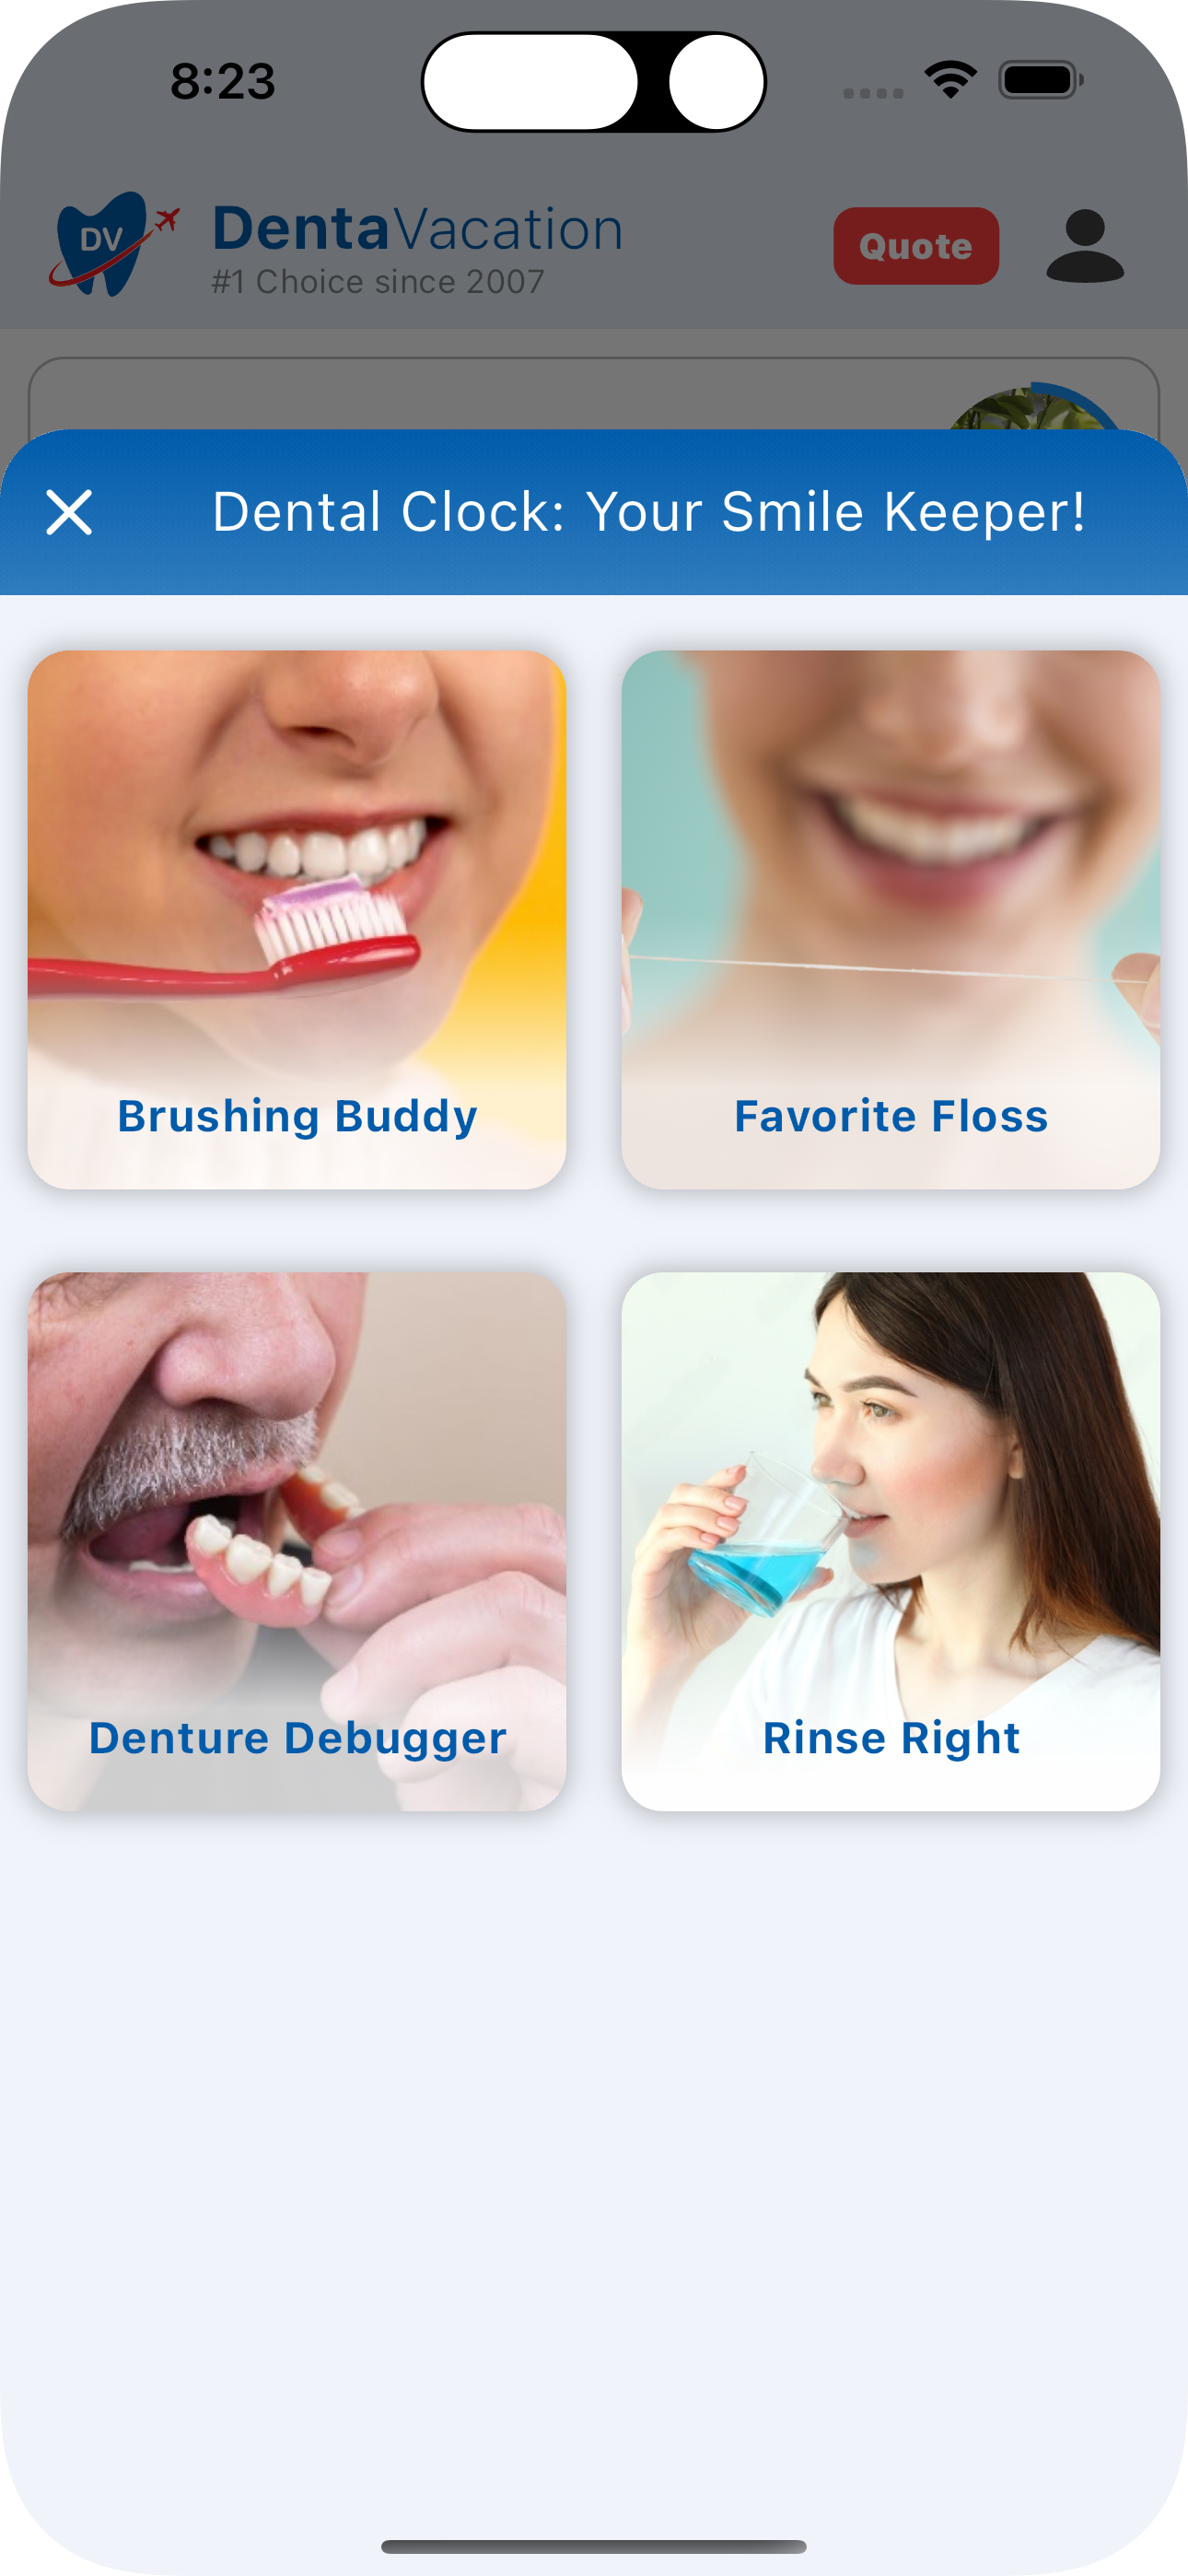 8:23
DV
DentaVacation
#1 Choice since 2007
Quote
Dental Clock: Your Smile Keeper!
Brushing Buddy
Favorite Floss
Denture Debugger
Rinse Right